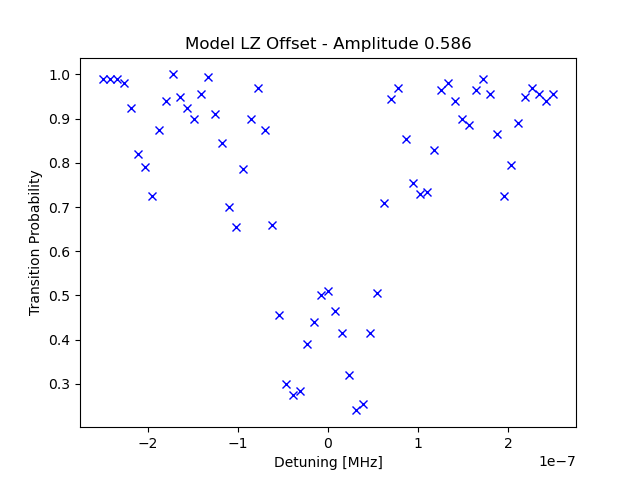 Model LZ Offset - Amplitude 0.586
1.0
0.9
0.8
0.7
0.6
0.5
0.4
0.3
Transition Probability
−2 −1 0 1 2
1e−7
Detuning [MHz]